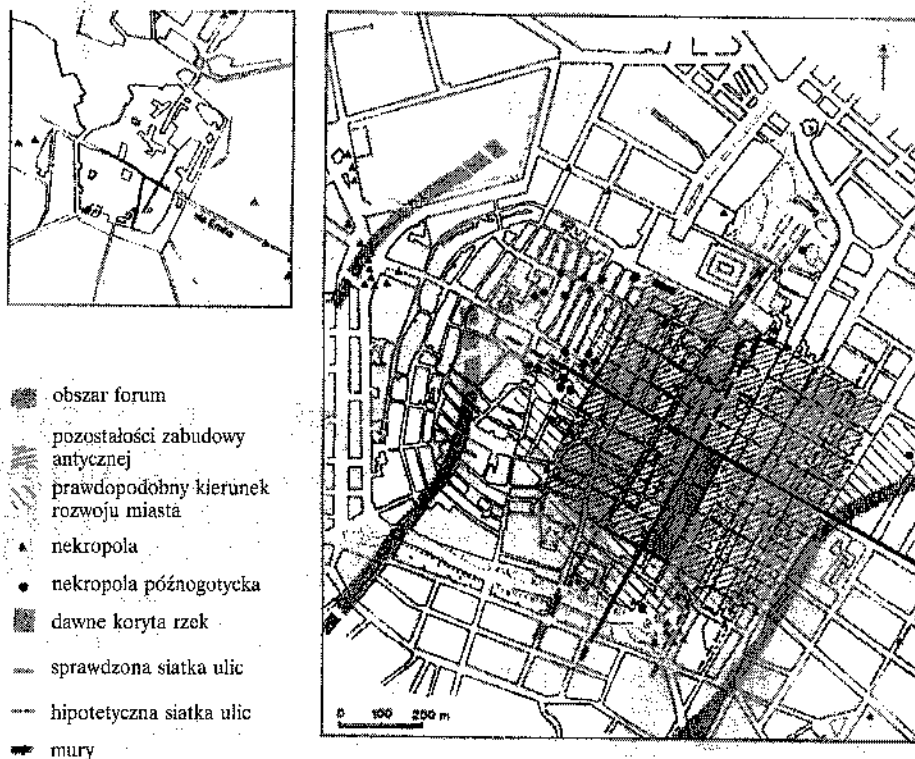 obszar forum
pozostałości zabudowy
antycznej
prawdopodobny kierunek
rozwoju miasta
nekropola
nekropola późnogotycka
dawne koryta rzek
sprawdzona siatka ulic
hipotetyczna siatka ulic
mury
0 100 250 m